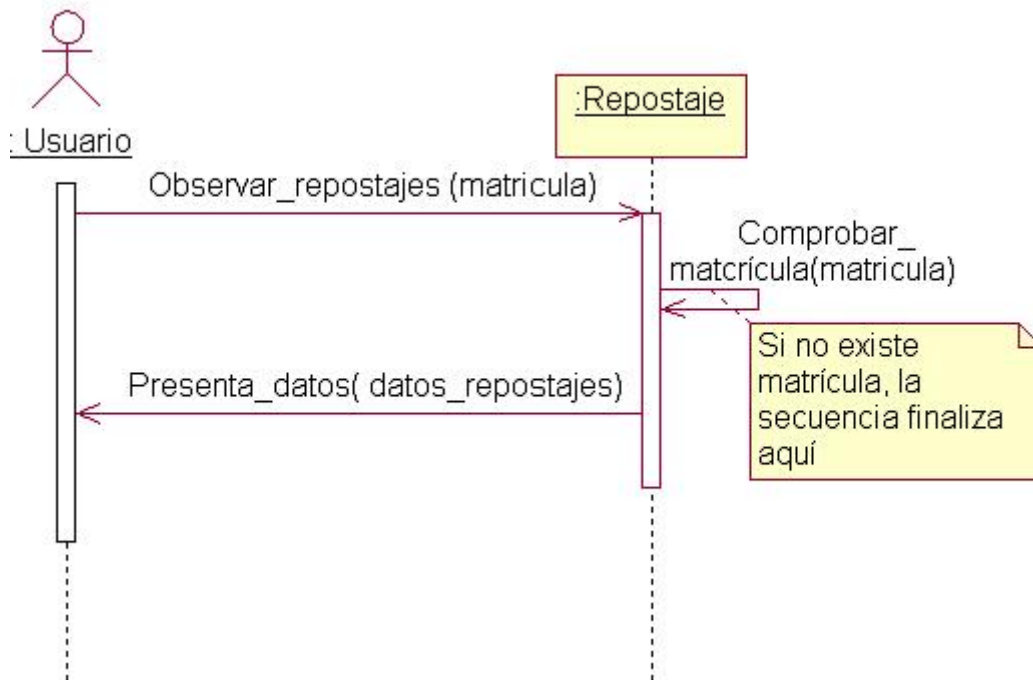 : Usuario
:Repostaje
Observar_repostajes (matricula)
Comprobar_
matcrícula(matricula)
Si no existe
matrícula, la
secuencia finaliza
aquí
Presenta_datos( datos_repostajes)